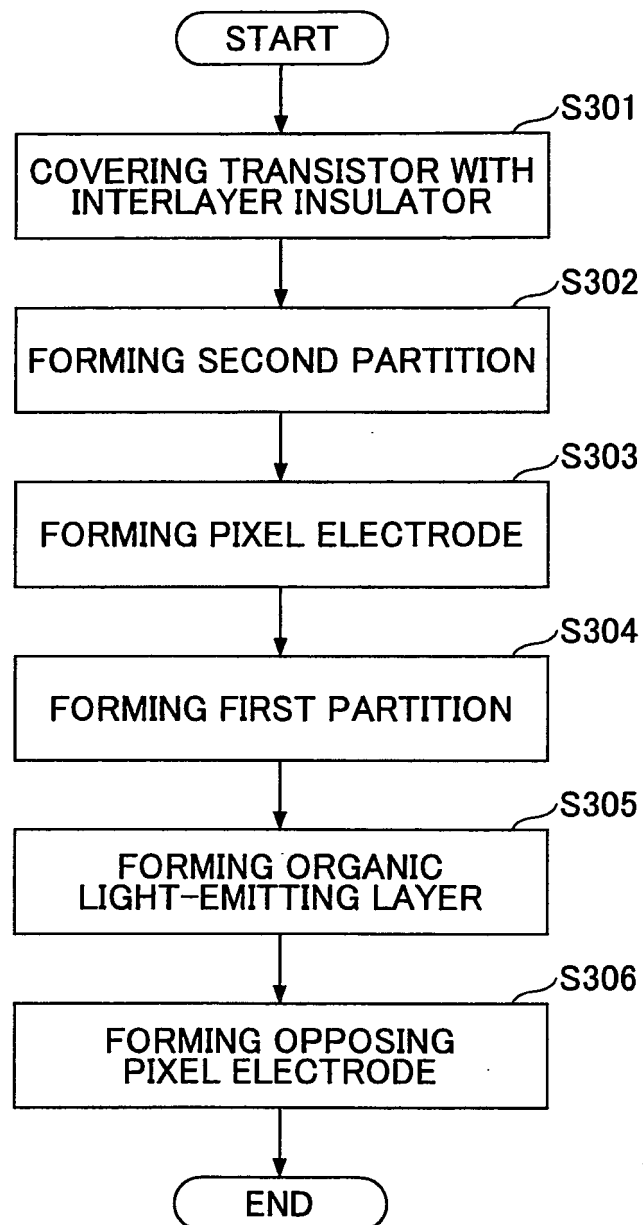 START
S301
COVERING TRANSISTOR WITH
INTERLAYER INSULATOR
S302
FORMING SECOND PARTITION
S303
FORMING PIXEL ELECTRODE
S304
FORMING FIRST PARTITION
S305
FORMING ORGANIC
LIGHT-EMITTING LAYER
S306
FORMING OPPOSING
PIXEL ELECTRODE
END